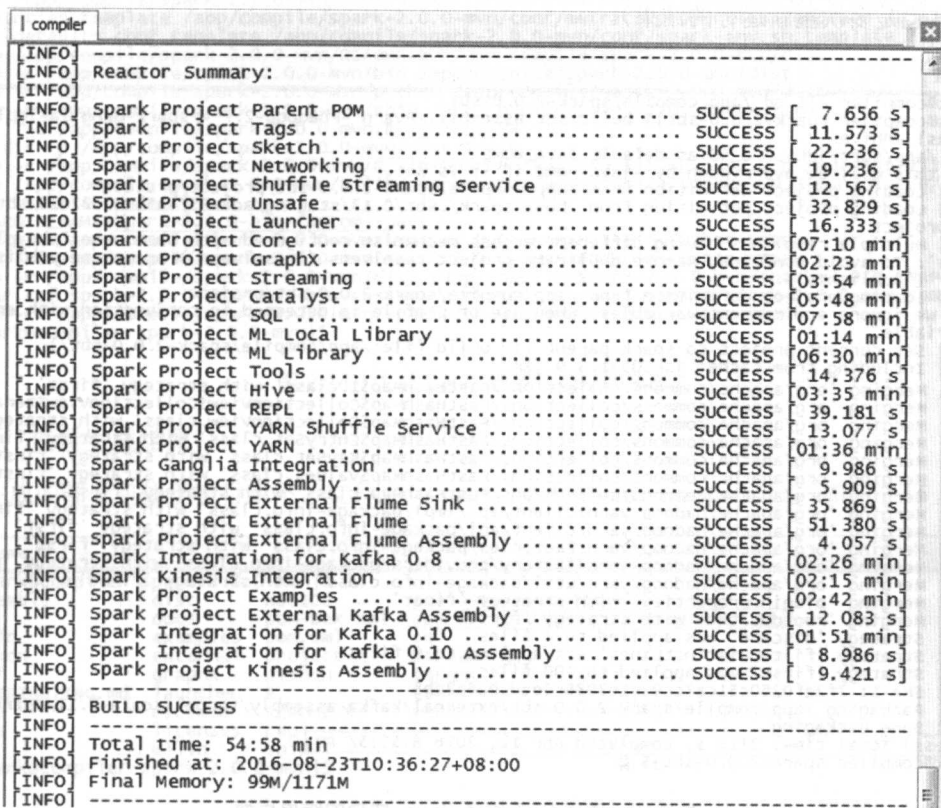 compiler
[INFO] ------------------------------------------------------------------------
[INFO] Reactor Summary:
[INFO]
[INFO] Spark Project Parent POM ........................... SUCCESS [  7.656 s]
[INFO] Spark Project Tags ................................. SUCCESS [ 11.573 s]
[INFO] Spark Project Sketch ............................... SUCCESS [ 22.236 s]
[INFO] Spark Project Networking ........................... SUCCESS [ 19.236 s]
[INFO] Spark Project Shuffle Streaming Service ............ SUCCESS [ 12.567 s]
[INFO] Spark Project Unsafe ............................... SUCCESS [ 32.829 s]
[INFO] Spark Project Launcher ............................. SUCCESS [ 16.333 s]
[INFO] Spark Project Core ................................. SUCCESS [07:10 min]
[INFO] Spark Project GraphX ............................... SUCCESS [02:23 min]
[INFO] Spark Project Streaming ............................ SUCCESS [03:54 min]
[INFO] Spark Project Catalyst ............................. SUCCESS [05:48 min]
[INFO] Spark Project SQL .................................. SUCCESS [07:58 min]
[INFO] Spark Project ML Local Library ..................... SUCCESS [01:14 min]
[INFO] Spark Project ML Library ........................... SUCCESS [06:30 min]
[INFO] Spark Project Tools ................................ SUCCESS [ 14.376 s]
[INFO] Spark Project Hive ................................. SUCCESS [03:35 min]
[INFO] Spark Project REPL ................................. SUCCESS [ 39.181 s]
[INFO] Spark Project YARN Shuffle Service ................. SUCCESS [ 13.077 s]
[INFO] Spark Project YARN ................................. SUCCESS [01:36 min]
[INFO] Spark Ganglia Integration .......................... SUCCESS [  9.986 s]
[INFO] Spark Project Assembly ............................. SUCCESS [  5.909 s]
[INFO] Spark Project External Flume Sink .................. SUCCESS [ 35.869 s]
[INFO] Spark Project External Flume ....................... SUCCESS [ 51.380 s]
[INFO] Spark Project External Flume Assembly .............. SUCCESS [  4.057 s]
[INFO] Spark Integration for Kafka 0.8 .................... SUCCESS [02:26 min]
[INFO] Spark Kinesis Integration .......................... SUCCESS [02:15 min]
[INFO] Spark Project Examples ............................. SUCCESS [02:42 min]
[INFO] Spark Project External Kafka Assembly .............. SUCCESS [ 12.083 s]
[INFO] Spark Integration for Kafka 0.10 ................... SUCCESS [01:51 min]
[INFO] Spark Integration for Kafka 0.10 Assembly .......... SUCCESS [  8.986 s]
[INFO] Spark Project Kinesis Assembly ..................... SUCCESS [  9.421 s]
[INFO] ------------------------------------------------------------------------
[INFO] BUILD SUCCESS
[INFO] ------------------------------------------------------------------------
[INFO] Total time: 54:58 min
[INFO] Finished at: 2016-08-23T10:36:27+08:00
[INFO] Final Memory: 99M/1171M
[INFO] ------------------------------------------------------------------------